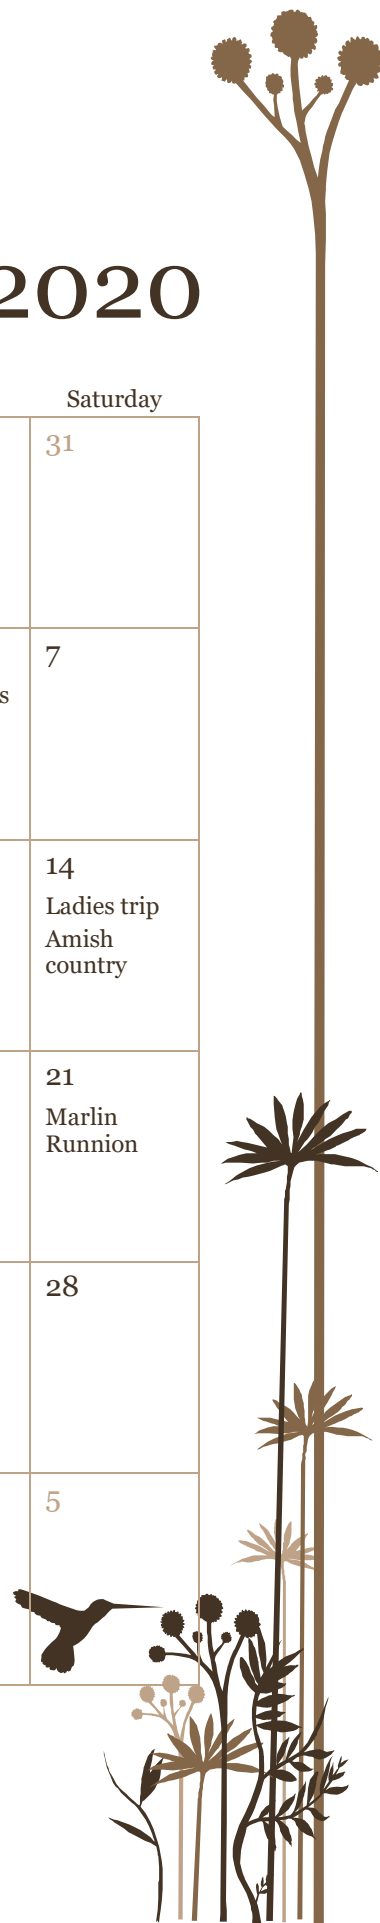 2020
Saturday
31
7
s
14
Ladies trip
Amish
country
21
Marlin
Runnion
28
5